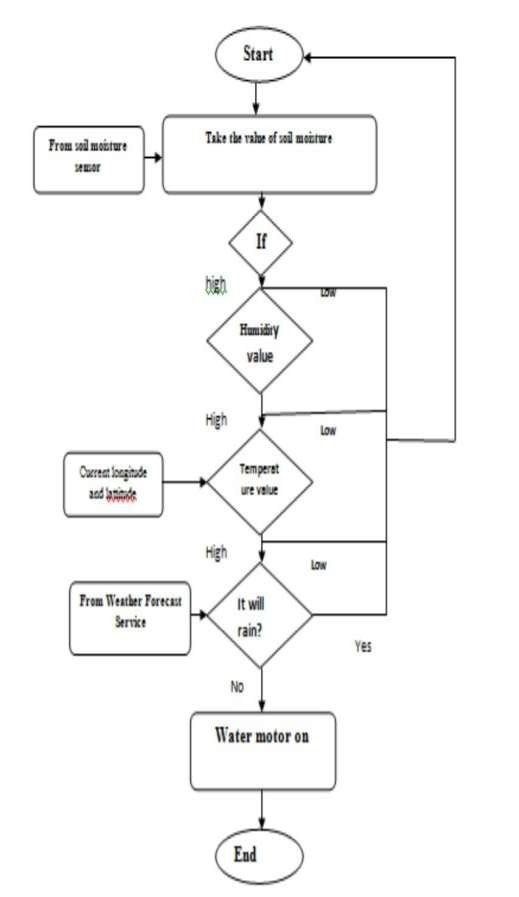 Start
From soil moisture
sensor
Take the value of soil moisture
If
high
Low
Humidity
value
High
Low
Current longitude
and lattitude
Temperat
ure value
High
Low
From Weather Forecast
Service
It will
rain?
Yes
No
Water motor on
End